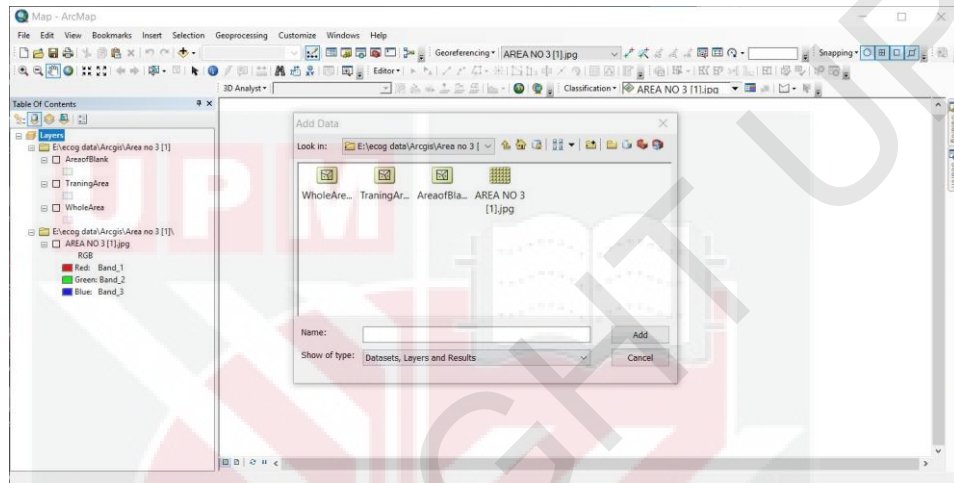 Map - ArcMap
File Edit View Bookmarks Insert Selection Geoprocessing Customize Windows Help
Georeferencing AREA NO 3 [1].jpg Snapping
Editor
3D Analyst Classification AREA NO 3 [1].jpg
Table Of Contents
Layers
E:\ecog data\Arcgis\Area no 3 [1]
AreaofBlank
TraningArea
WholeArea
E:\ecog data\Arcgis\Area no 3 [1]\
AREA NO 3 [1].jpg
RGB
Red: Band_1
Green: Band_2
Blue: Band_3
Add Data
Look in: E:\ecog data\Arcgis\Area no 3 [
WholeAre... TraningAr... AreaofBla... AREA NO 3
[1].jpg
Name: Add
Show of type: Datasets, Layers and Results Cancel
UPM
GHT UP